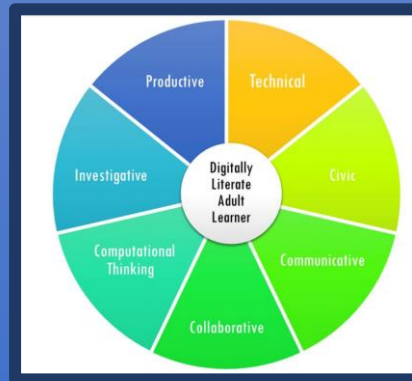 Productive
Technical
Investigative
Digitally
Literate
Adult
Learner
Civic
Computational
Thinking
Communicative
Collaborative